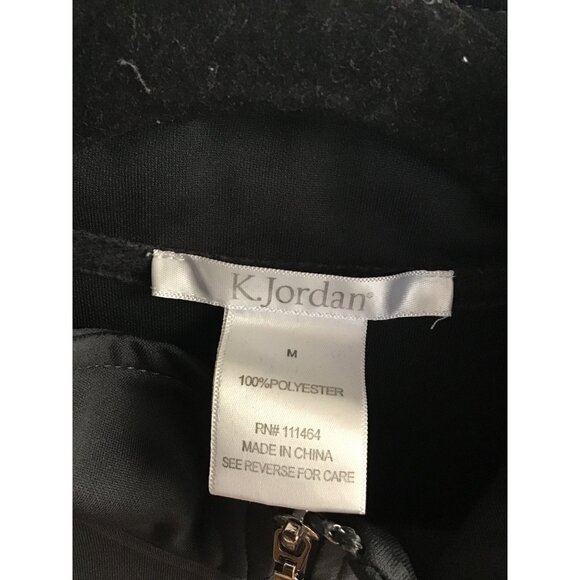 K.Jordan®
M
100%POLYESTER
RN# 111464
MADE IN CHINA
SEE REVERSE FOR CARE